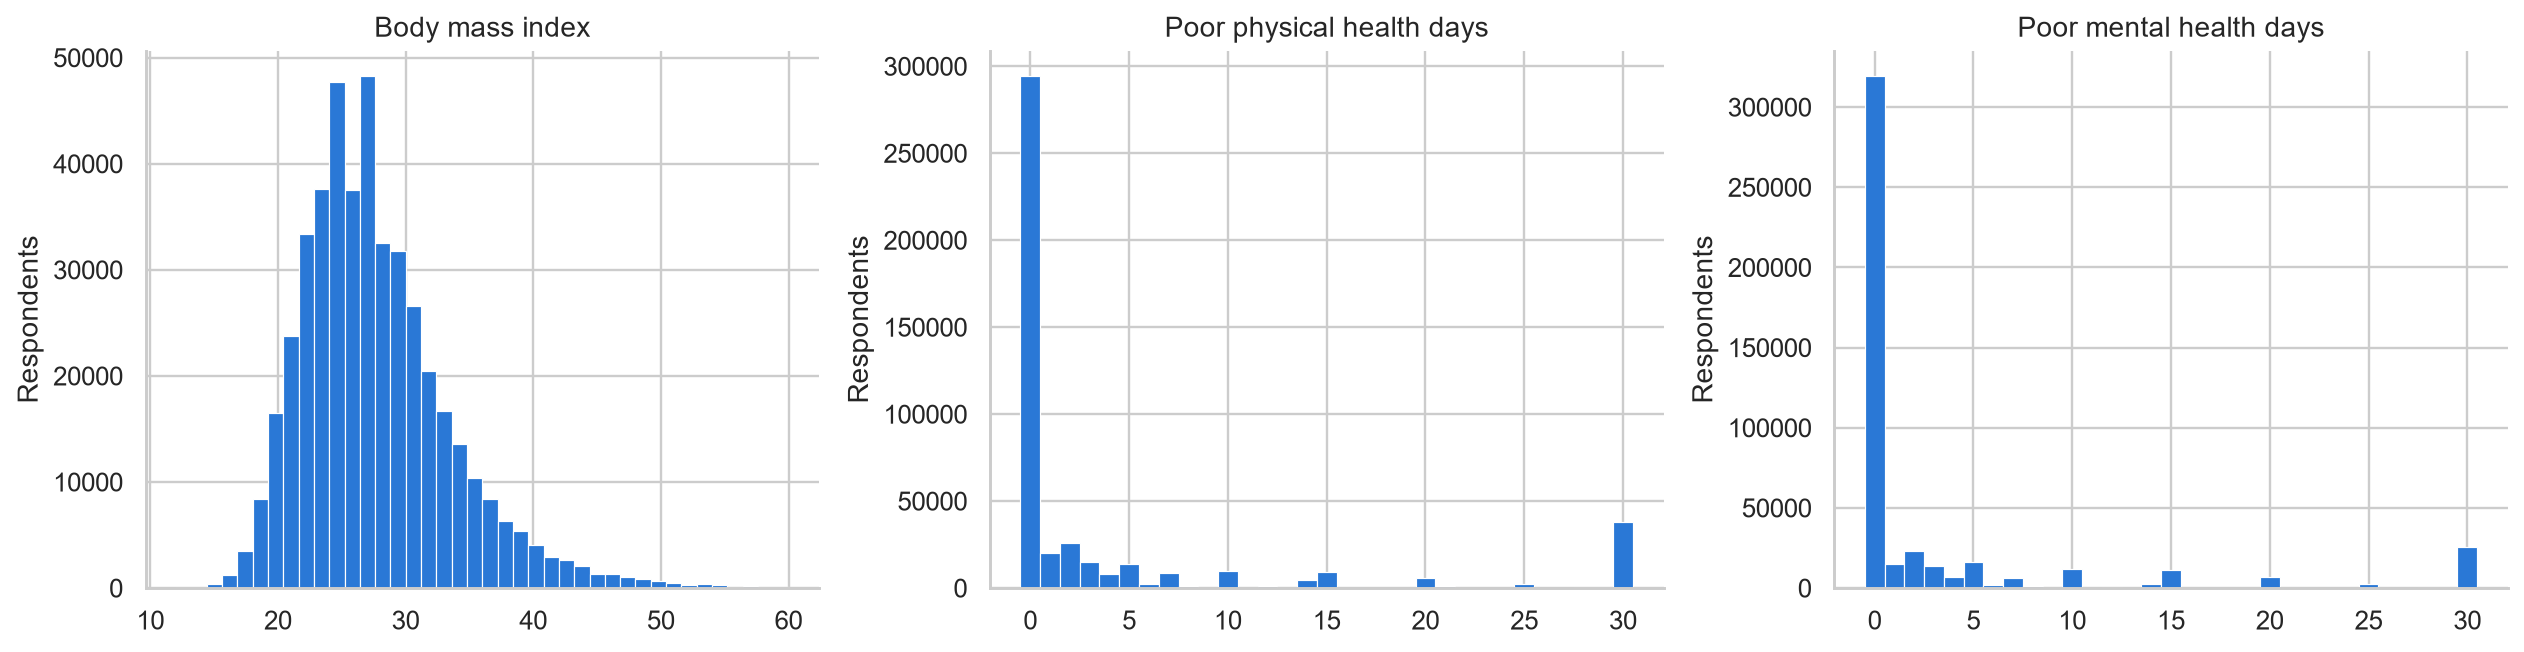 Body mass index
Respondents
50000
40000
30000
20000
10000
0
10 20 30 40 50 60
Poor physical health days
Respondents
300000
250000
200000
150000
100000
50000
0
0 5 10 15 20 25 30
Poor mental health days
Respondents
300000
250000
200000
150000
100000
50000
0
0 5 10 15 20 25 30